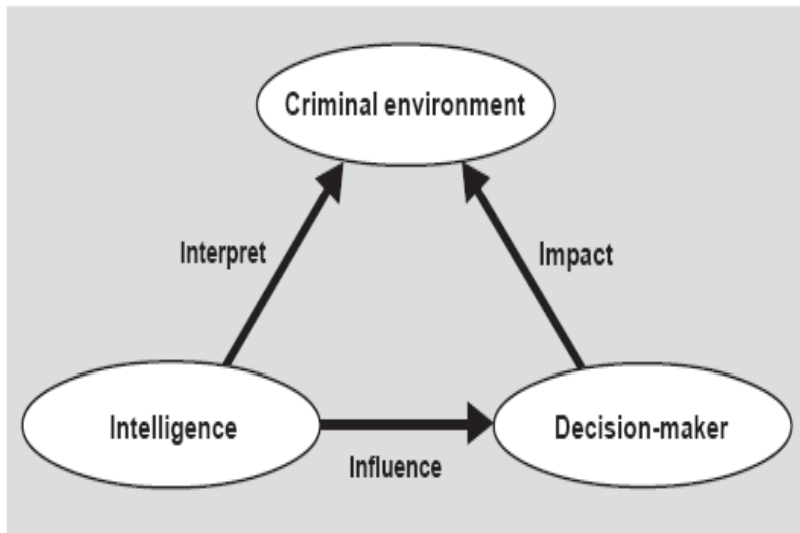 Criminal environment
Interpret
Impact
Intelligence
Decision-maker
Influence